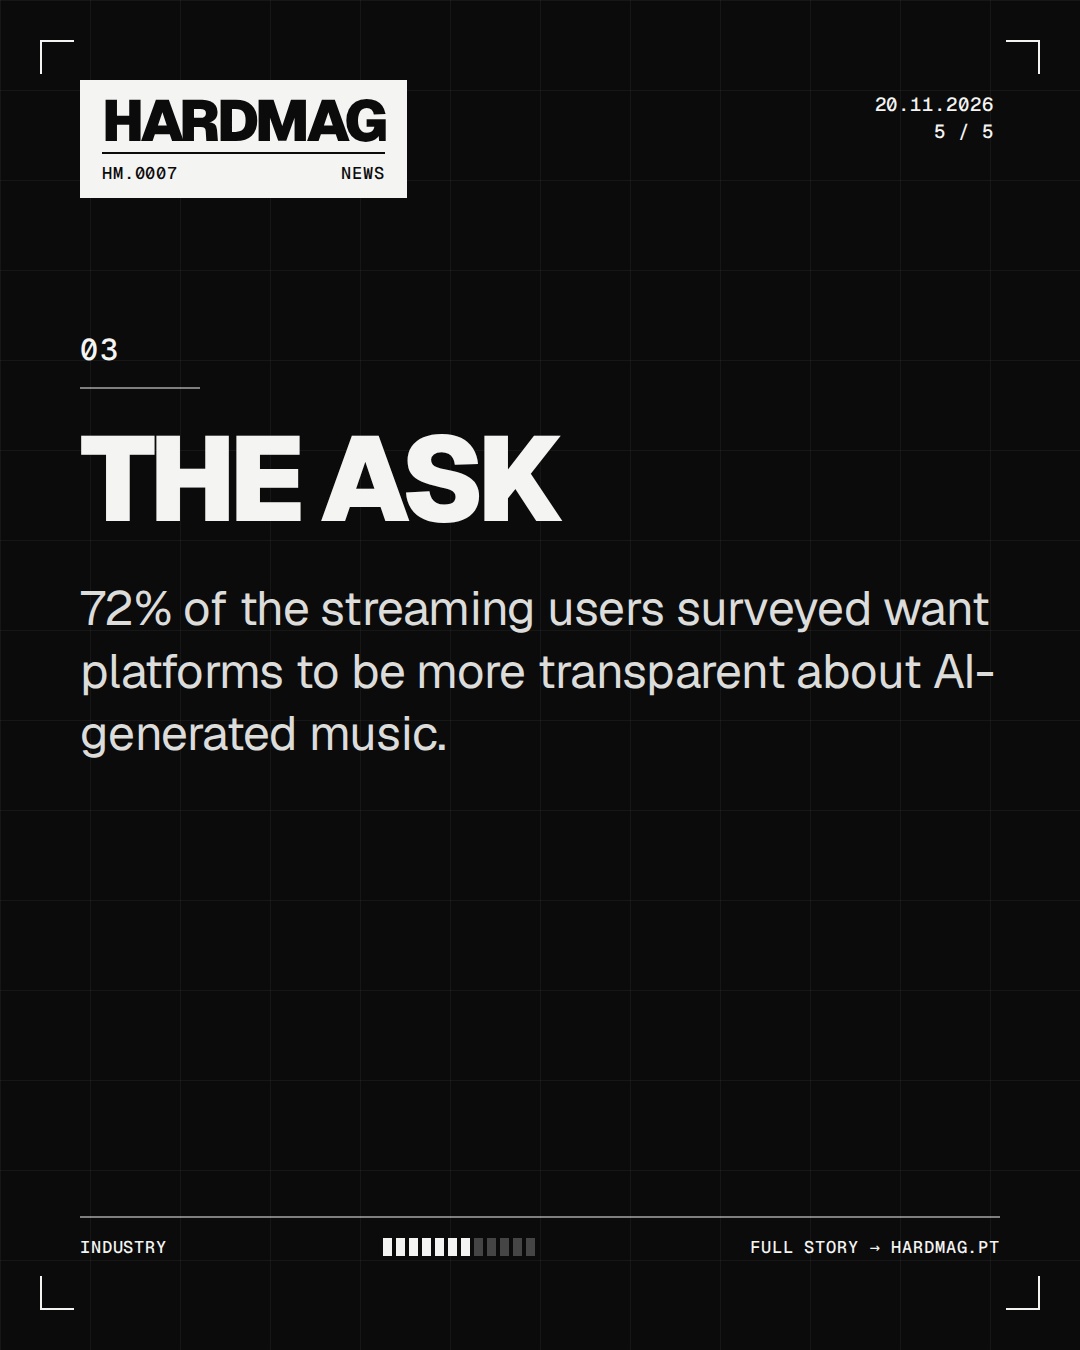 HARDMAG
HM.0007 NEWS
20.11.2026
5 / 5
03
THE ASK
72% of the streaming users surveyed want
platforms to be more transparent about AI-
generated music.
INDUSTRY
FULL STORY → HARDMAG.PT